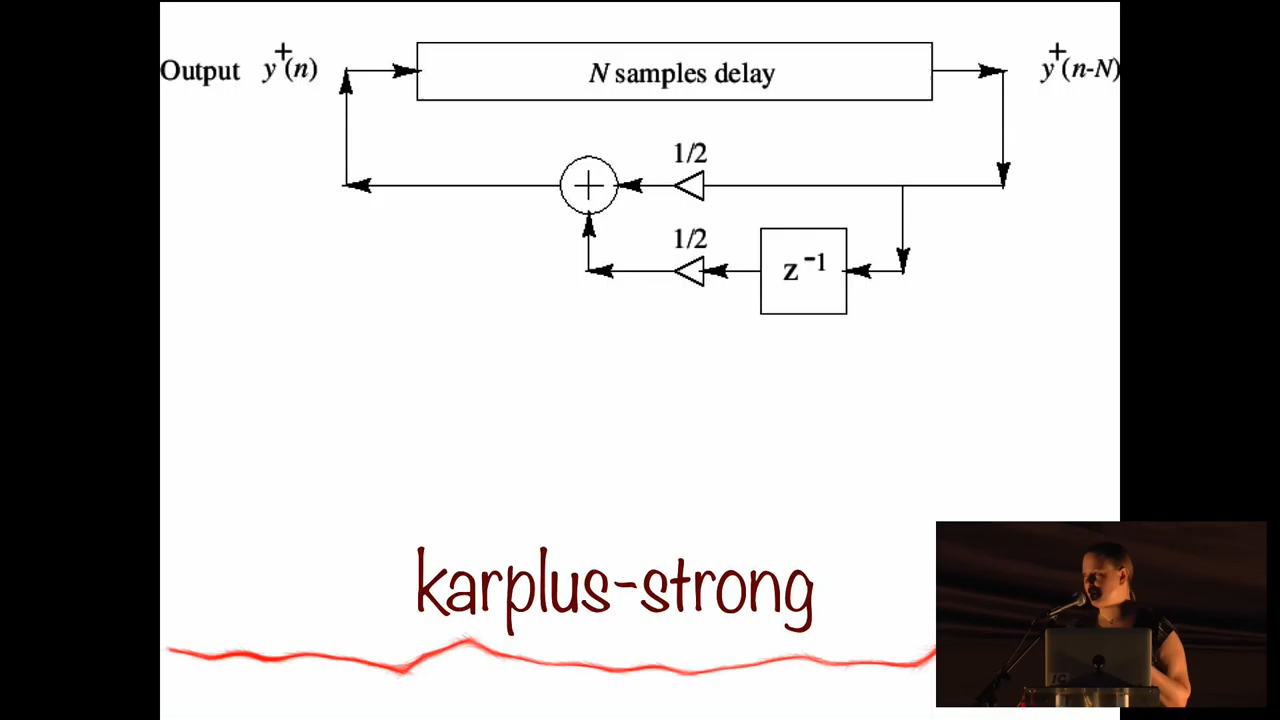 Output y+(n) N samples delay y+(n-N)
1/2
+
1/2
z−1
karplus-strong